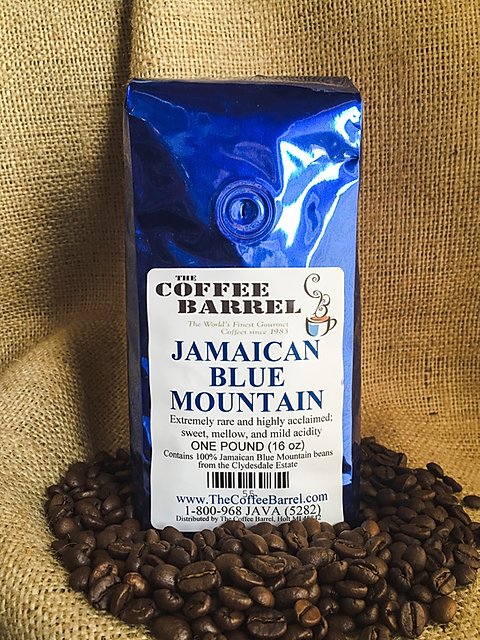 THE
COFFEE
BARREL
The World's Finest Gourmet
Coffees since 1983
JAMAICAN
BLUE
MOUNTAIN
Extremely rare and highly acclaimed;
sweet, mellow, and mild acidity
ONE POUND (16 oz)
Contains 100% Jamaican Blue Mountain beans
from the Clydesdale Estate
www.TheCoffeeBarrel.com
1-800-968 JAVA (5282)
Distributed by The Coffee Barrel, Holt MI 48842